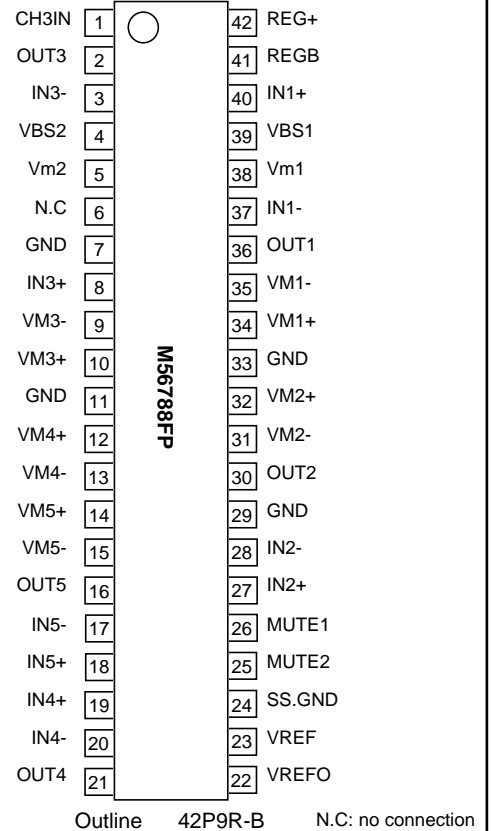 CH3IN 1 42 REG+
OUT3 2 41 REGB
IN3- 3 40 IN1+
VBS2 4 39 VBS1
Vm2 5 38 Vm1
N.C 6 37 IN1-
GND 7 36 OUT1
IN3+ 8 35 VM1-
VM3- 9 34 VM1+
VM3+ 10 33 GND
GND 11 32 VM2+
VM4+ 12 31 VM2-
VM4- 13 30 OUT2
VM5+ 14 29 GND
VM5- 15 28 IN2-
OUT5 16 27 IN2+
IN5- 17 26 MUTE1
IN5+ 18 25 MUTE2
IN4+ 19 24 SS.GND
IN4- 20 23 VREF
OUT4 21 22 VREFO
M56788FP
Outline 42P9R-B N.C: no connection